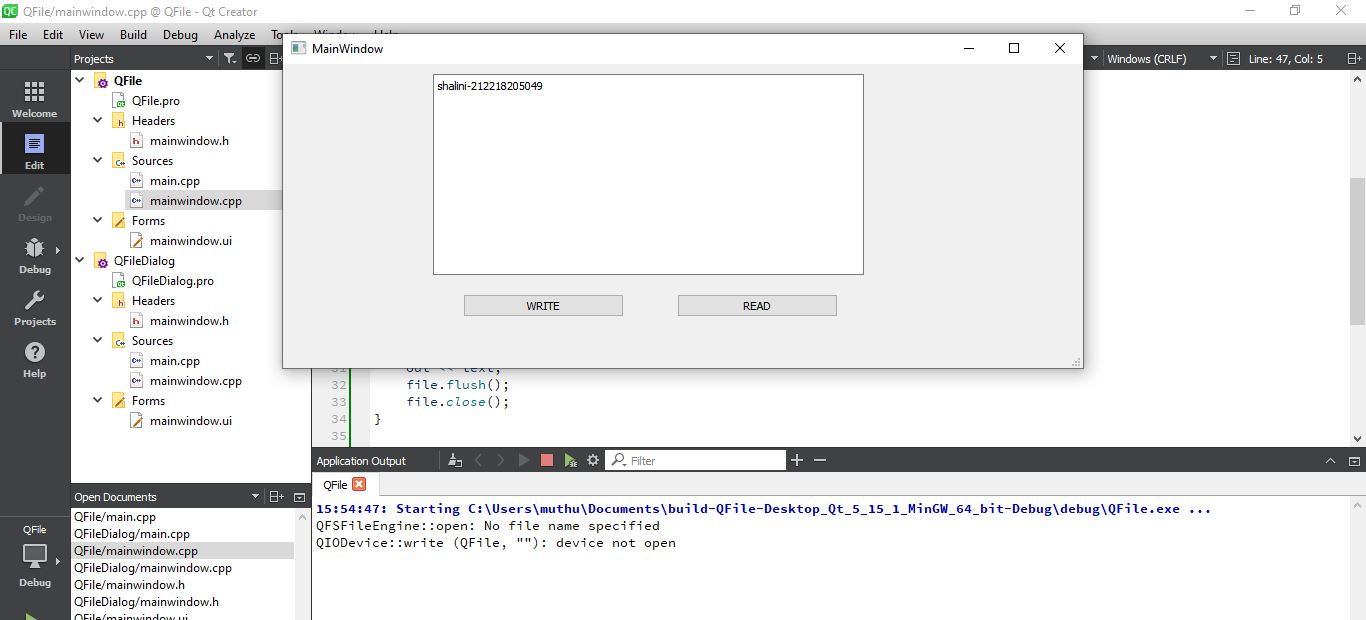 QFile/mainwindow.cpp @ QFile - Qt Creator
File Edit View Build Debug Analyze
MainWindow
Projects
Windows (CRLF)
Line: 47, Col: 5
Welcome
Edit
Design
Debug
Projects
Help
QFile
Debug
QFile
QFile.pro
Headers
mainwindow.h
Sources
main.cpp
mainwindow.cpp
Forms
mainwindow.ui
QFileDialog
QFileDialog.pro
Headers
mainwindow.h
Sources
main.cpp
mainwindow.cpp
Forms
mainwindow.ui
shalini-212218205049
WRITE READ
31 out << text;
32 file.flush();
33 file.close();
34 }
35
Open Documents
QFile/main.cpp
QFileDialog/main.cpp
QFile/mainwindow.cpp
QFileDialog/mainwindow.cpp
QFile/mainwindow.h
QFileDialog/mainwindow.h
QFile/mainwindow.ui
Application Output
Filter
QFile
15:54:47: Starting C:\Users\muthu\Documents\build-QFile-Desktop_Qt_5_15_1_MinGW_64_bit-Debug\debug\QFile.exe ...
QFSFileEngine::open: No file name specified
QIODevice::write (QFile, ""): device not open